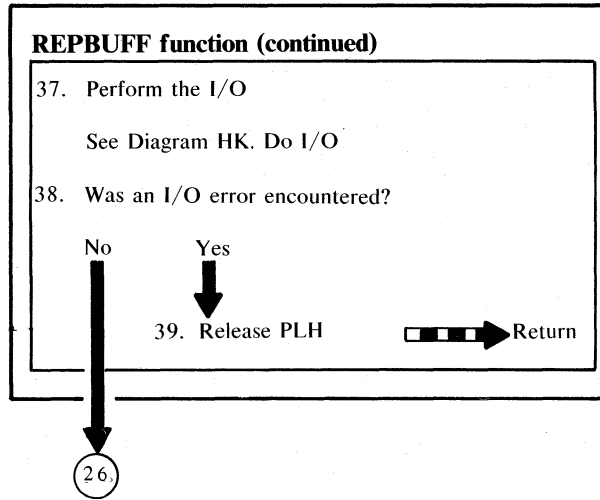 REPBUFF function (continued)
37. Perform the I/O
See Diagram HK. Do I/O
38. Was an I/O error encountered?
No Yes
39. Release PLH Return
26